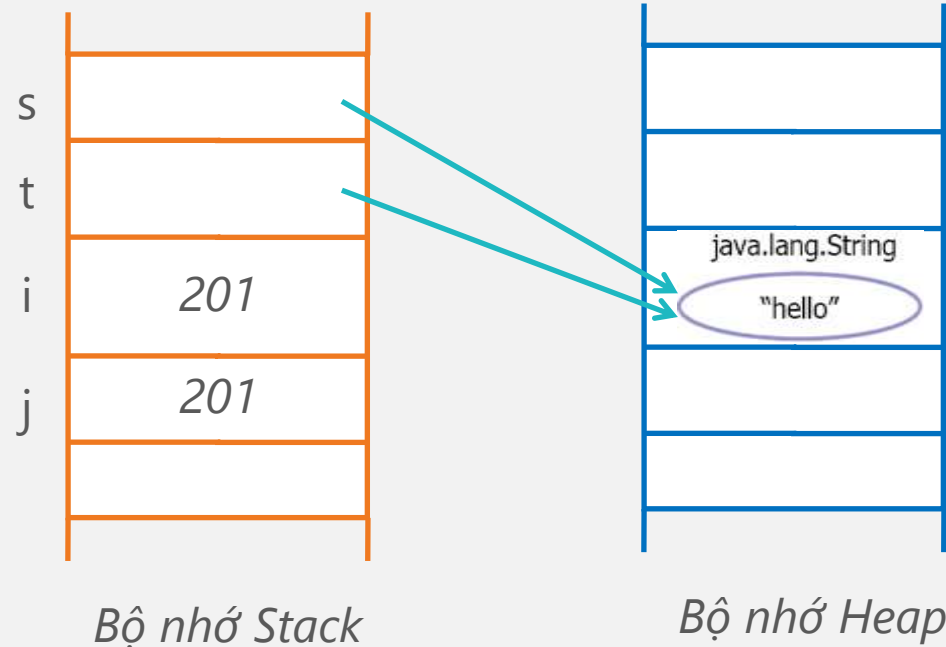 s
t
i 201
j 201
java.lang.String
“hello”
Bộ nhớ Stack
Bộ nhớ Heap